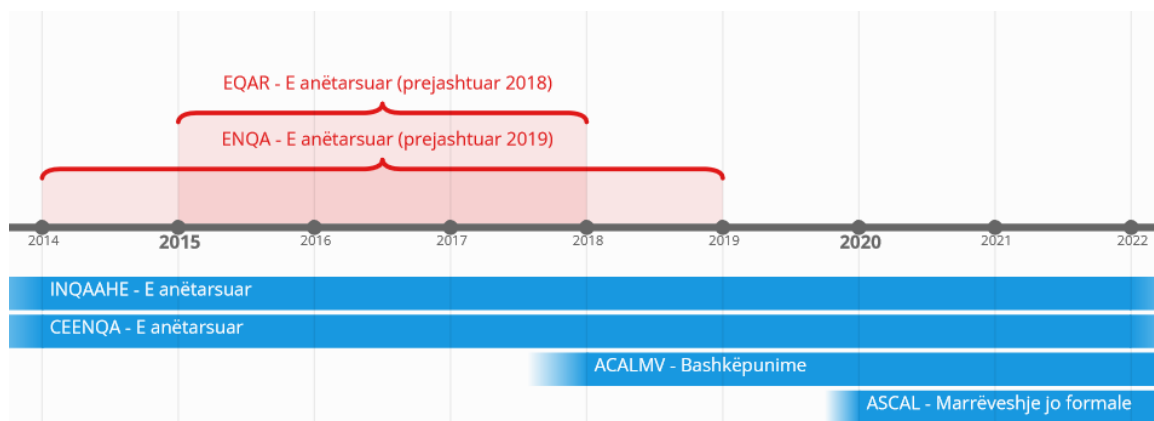 EQAR - E anëtarsuar (prejashtuar 2018)
ENQA - E anëtarsuar (prejashtuar 2019)
2014 2015 2016 2017 2018 2019 2020 2021 2022
INQAAHE - E anëtarsuar
CEENQA - E anëtarsuar
ACALMV - Bashkëpunime
ASCAL - Marrëveshje jo formale